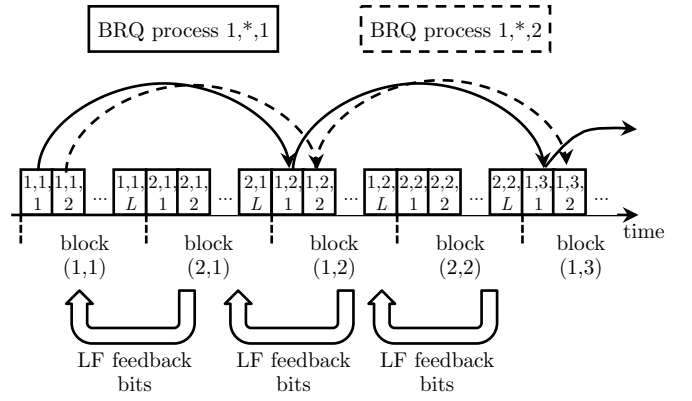 BRQ process 1,*,1
BRQ process 1,*,2
1,1, 1,1, 1,1, 2,1, 2,1, 2,1, 1,2, 1,2, 1,2, 2,2, 2,2, 2,2, 1,3, 1,3,
1 2 ... L 1 2 ... L 1 2 ... L 1 2 ... L 1 2 ...
time
block block block block block
(1,1) (2,1) (1,2) (2,2) (1,3)
LF feedback LF feedback LF feedback
bits bits bits